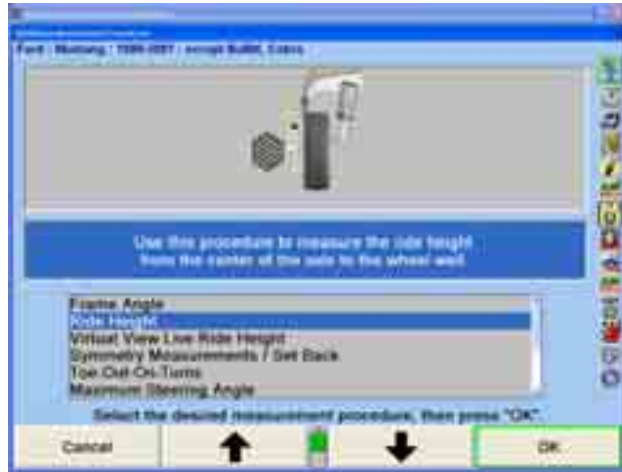 Ford : Mustang : : except Bullitt, Cobra
Use this procedure to measure the ride height
from the center of the axle to the wheel well.
Frame Angle
Ride Height
Virtual View Live Ride Height
Symmetry Measurements / Set Back
Toe-Out-On-Turns
Maximum Steering Angle
Select the desired measurement procedure, then press "OK".
Cancel
OK